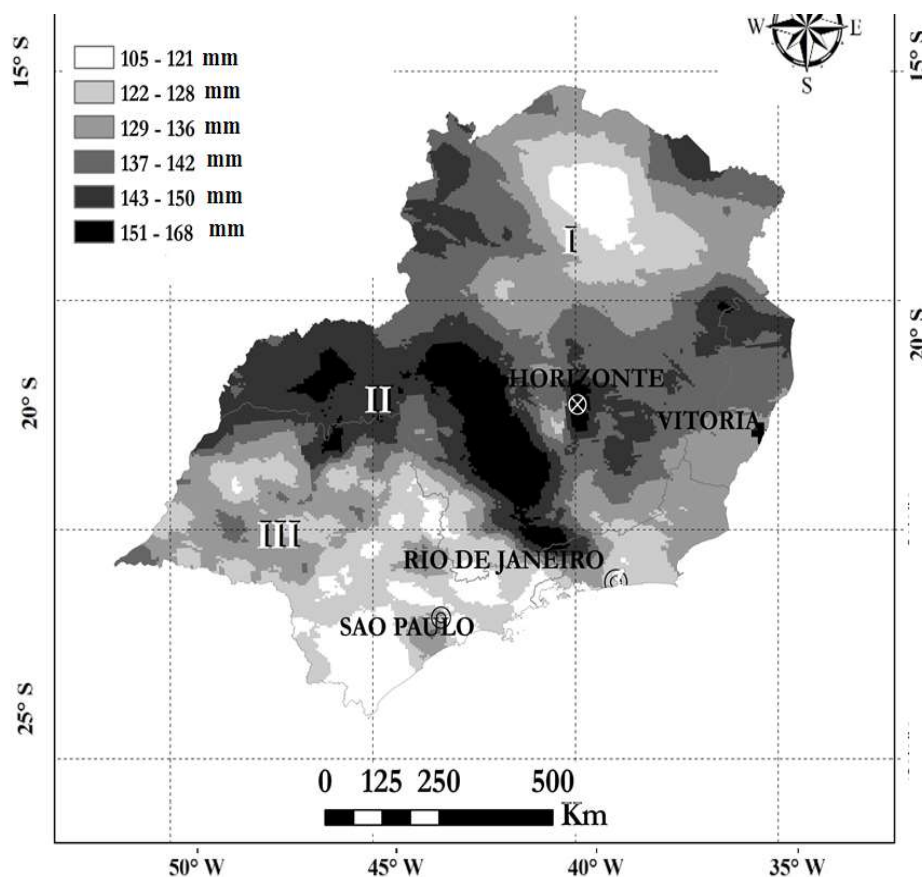 W E
S
15° S
15° S
105 - 121 mm
122 - 128 mm
129 - 136 mm
137 - 142 mm
143 - 150 mm
151 - 168 mm
I
20° S
20° S
HORIZONTE
II
VITORIA
III
RIO DE JANEIRO
SAO PAULO
25° S
0 125 250 500
Km
50° W 45° W 40° W 35° W